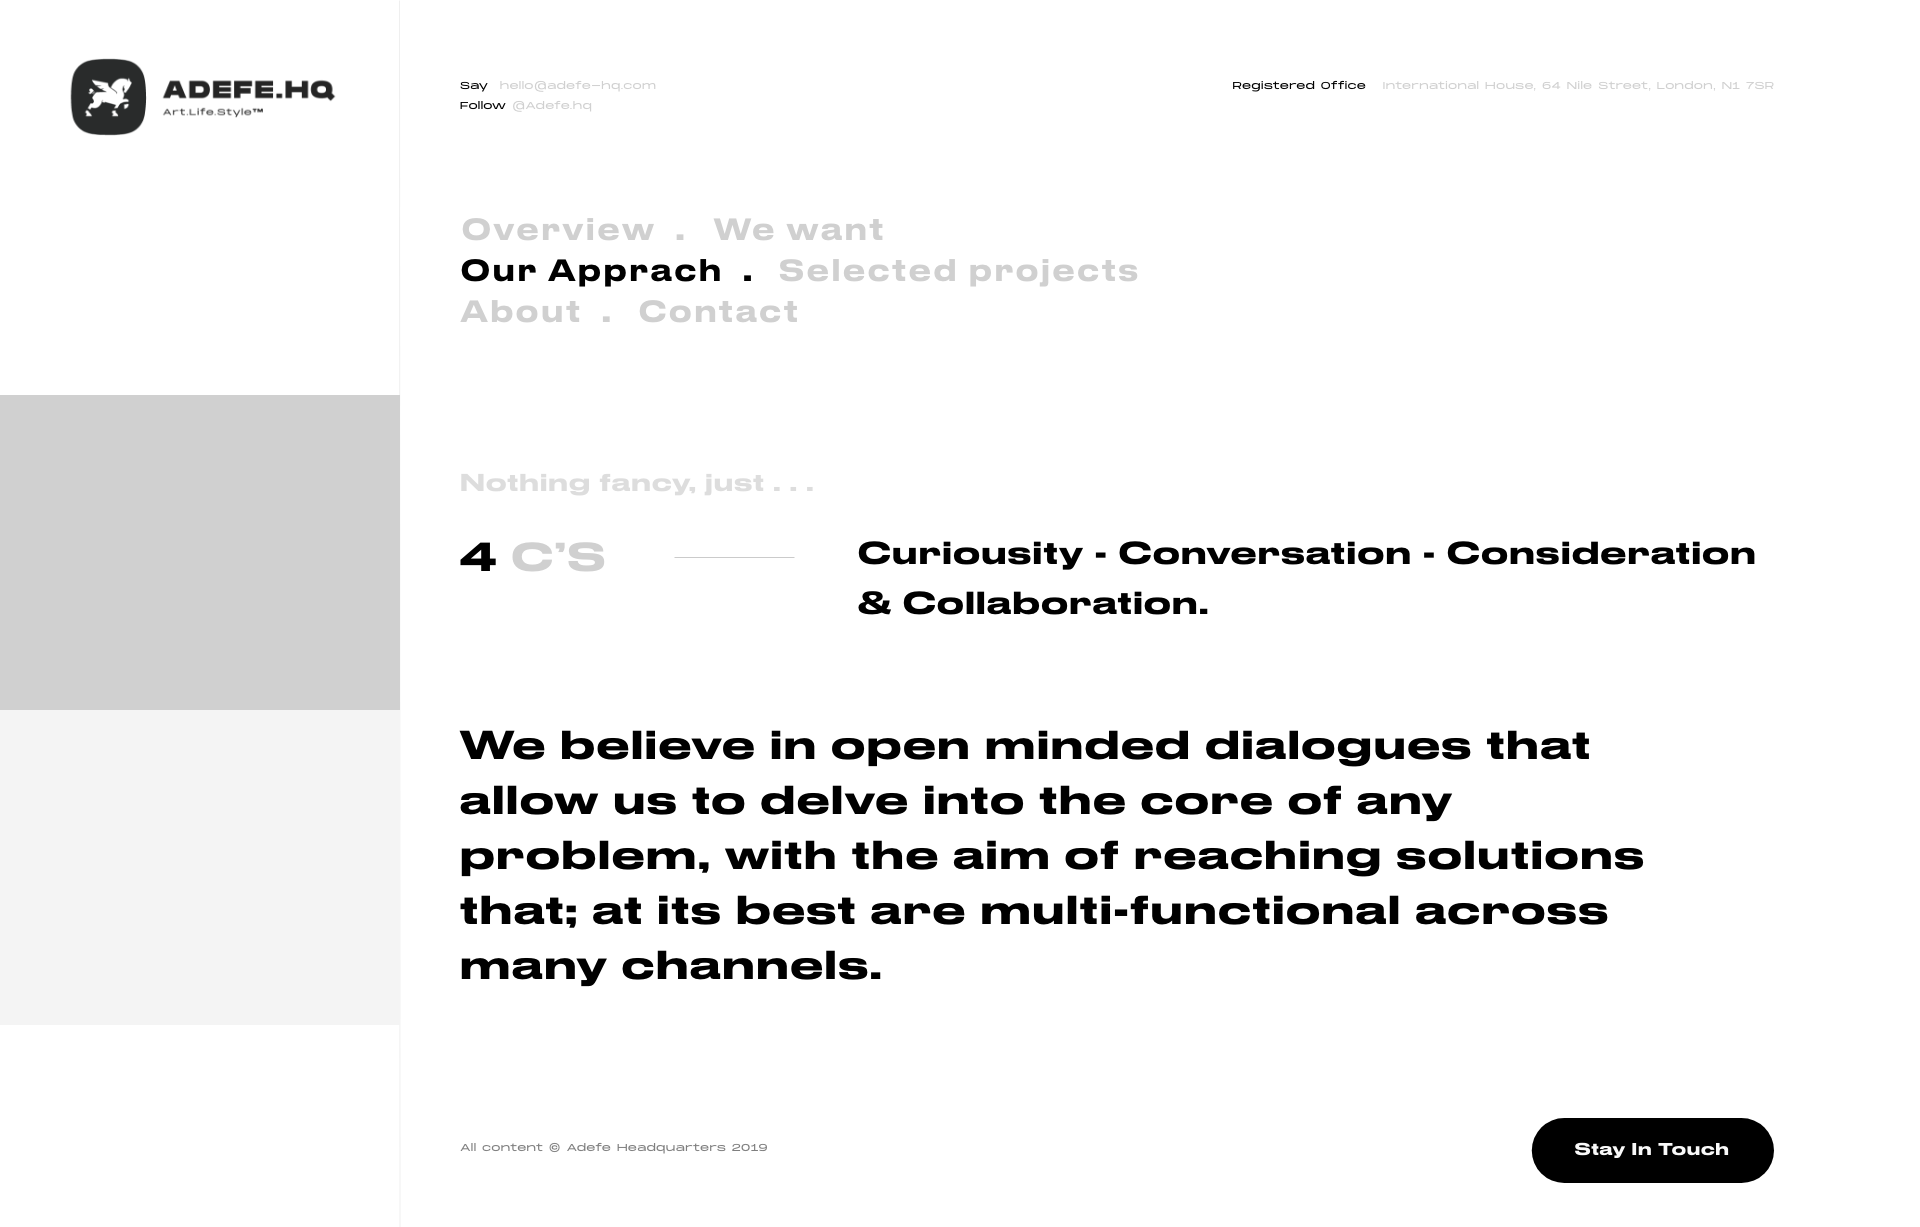 ADEFE.HQ
Art.Life.Style™
Say hello@adefe-hq.com
Follow @Adefe.hq
Registered Office International House, 64 Nile Street, London, N1 7SR
Overview . We want
Our Apprach . Selected projects
About . Contact
Nothing fancy, just . . .
4 C’S
Curiousity - Conversation - Consideration
& Collaboration.
We believe in open minded dialogues that
allow us to delve into the core of any
problem, with the aim of reaching solutions
that; at its best are multi-functional across
many channels.
All content © Adefe Headquarters 2019
Stay In Touch